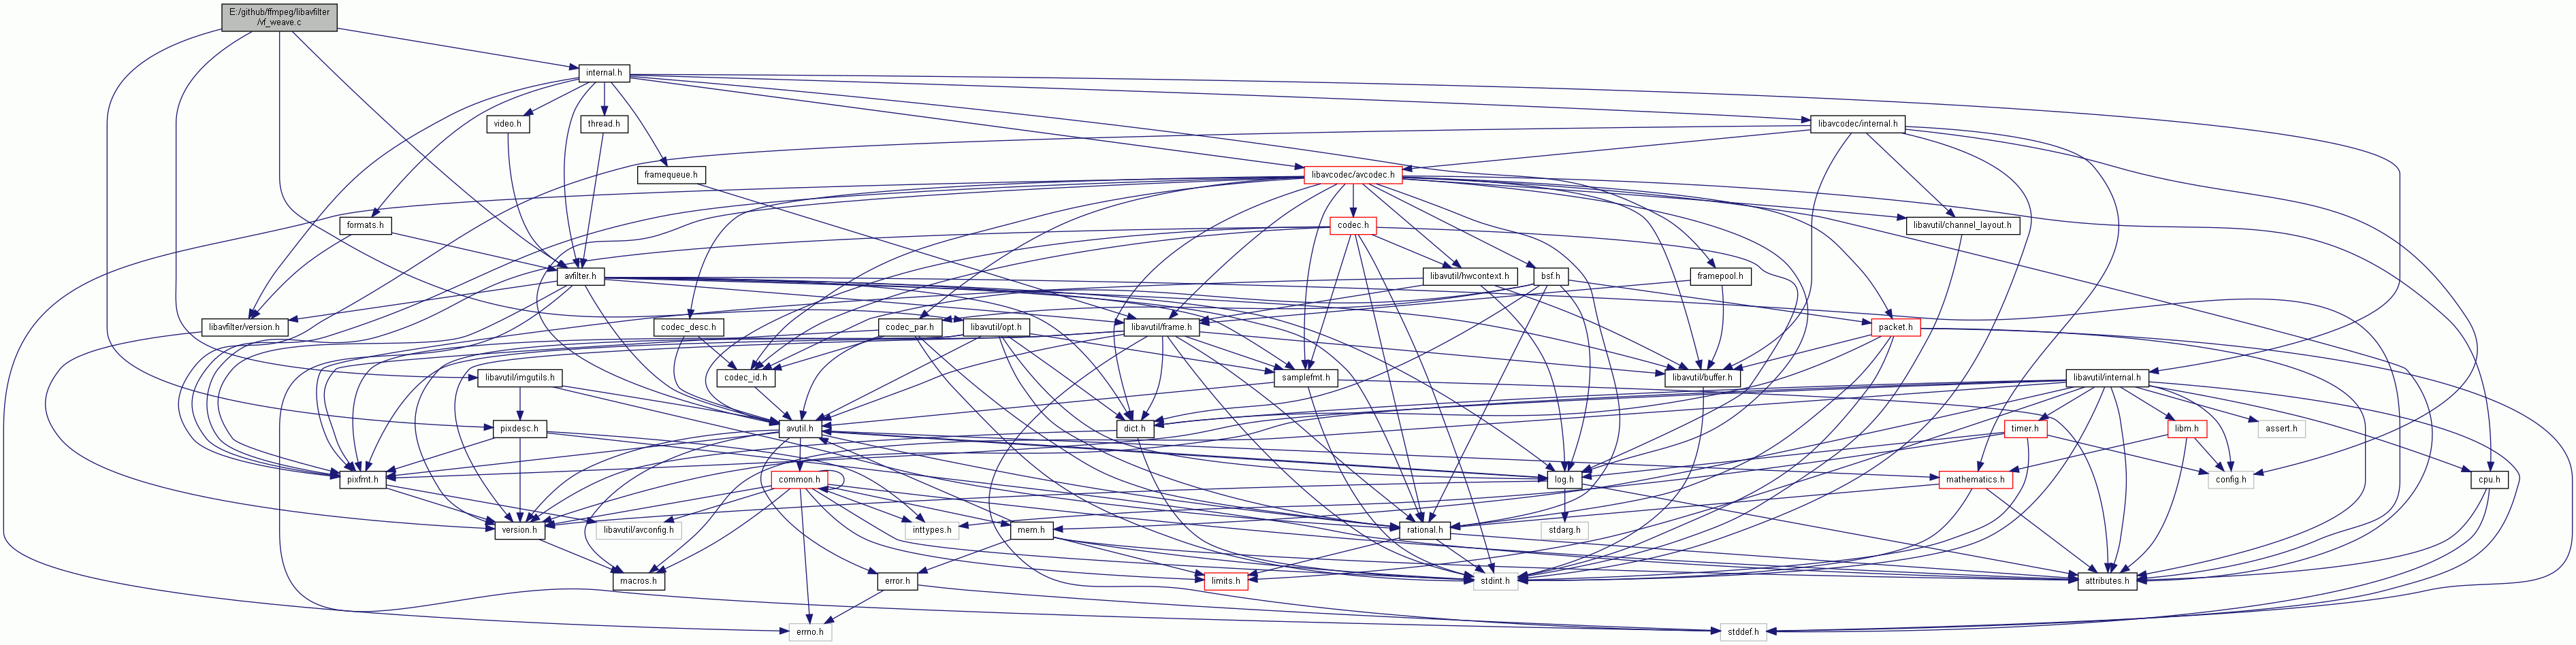 E:/github/ffmpeg/libavfilter
/vf_weave.c
internal.h
video.h
thread.h
libavcodec/internal.h
framequeue.h
libavcodec/avcodec.h
formats.h
codec.h
libavutil/channel_layout.h
avfilter.h
libavutil/hwcontext.h
bsf.h
framepool.h
libavfilter/version.h
codec_desc.h
codec_par.h
libavutil/opt.h
libavutil/frame.h
packet.h
libavutil/imgutils.h
codec_id.h
samplefmt.h
libavutil/buffer.h
libavutil/internal.h
pixdesc.h
avutil.h
dict.h
timer.h
libm.h
assert.h
pixfmt.h
common.h
log.h
mathematics.h
config.h
cpu.h
version.h
libavutil/avconfig.h
inttypes.h
mem.h
rational.h
stdarg.h
macros.h
error.h
limits.h
stdint.h
attributes.h
errno.h
stddef.h